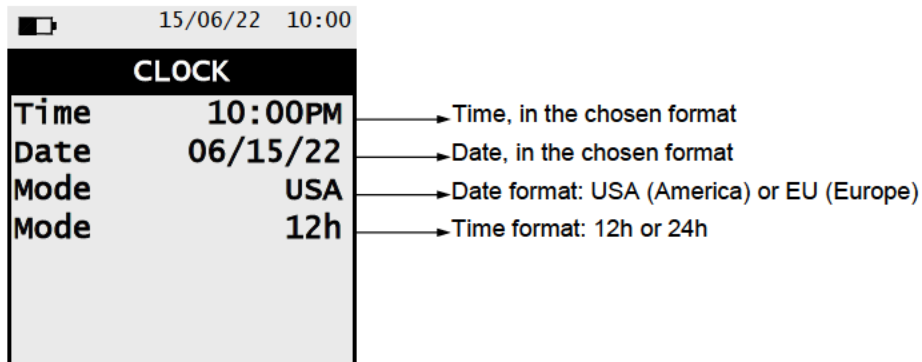 15/06/22 10:00
CLOCK
Time 10:00PM Time, in the chosen format
Date 06/15/22 Date, in the chosen format
Mode USA Date format: USA (America) or EU (Europe)
Mode 12h Time format: 12h or 24h